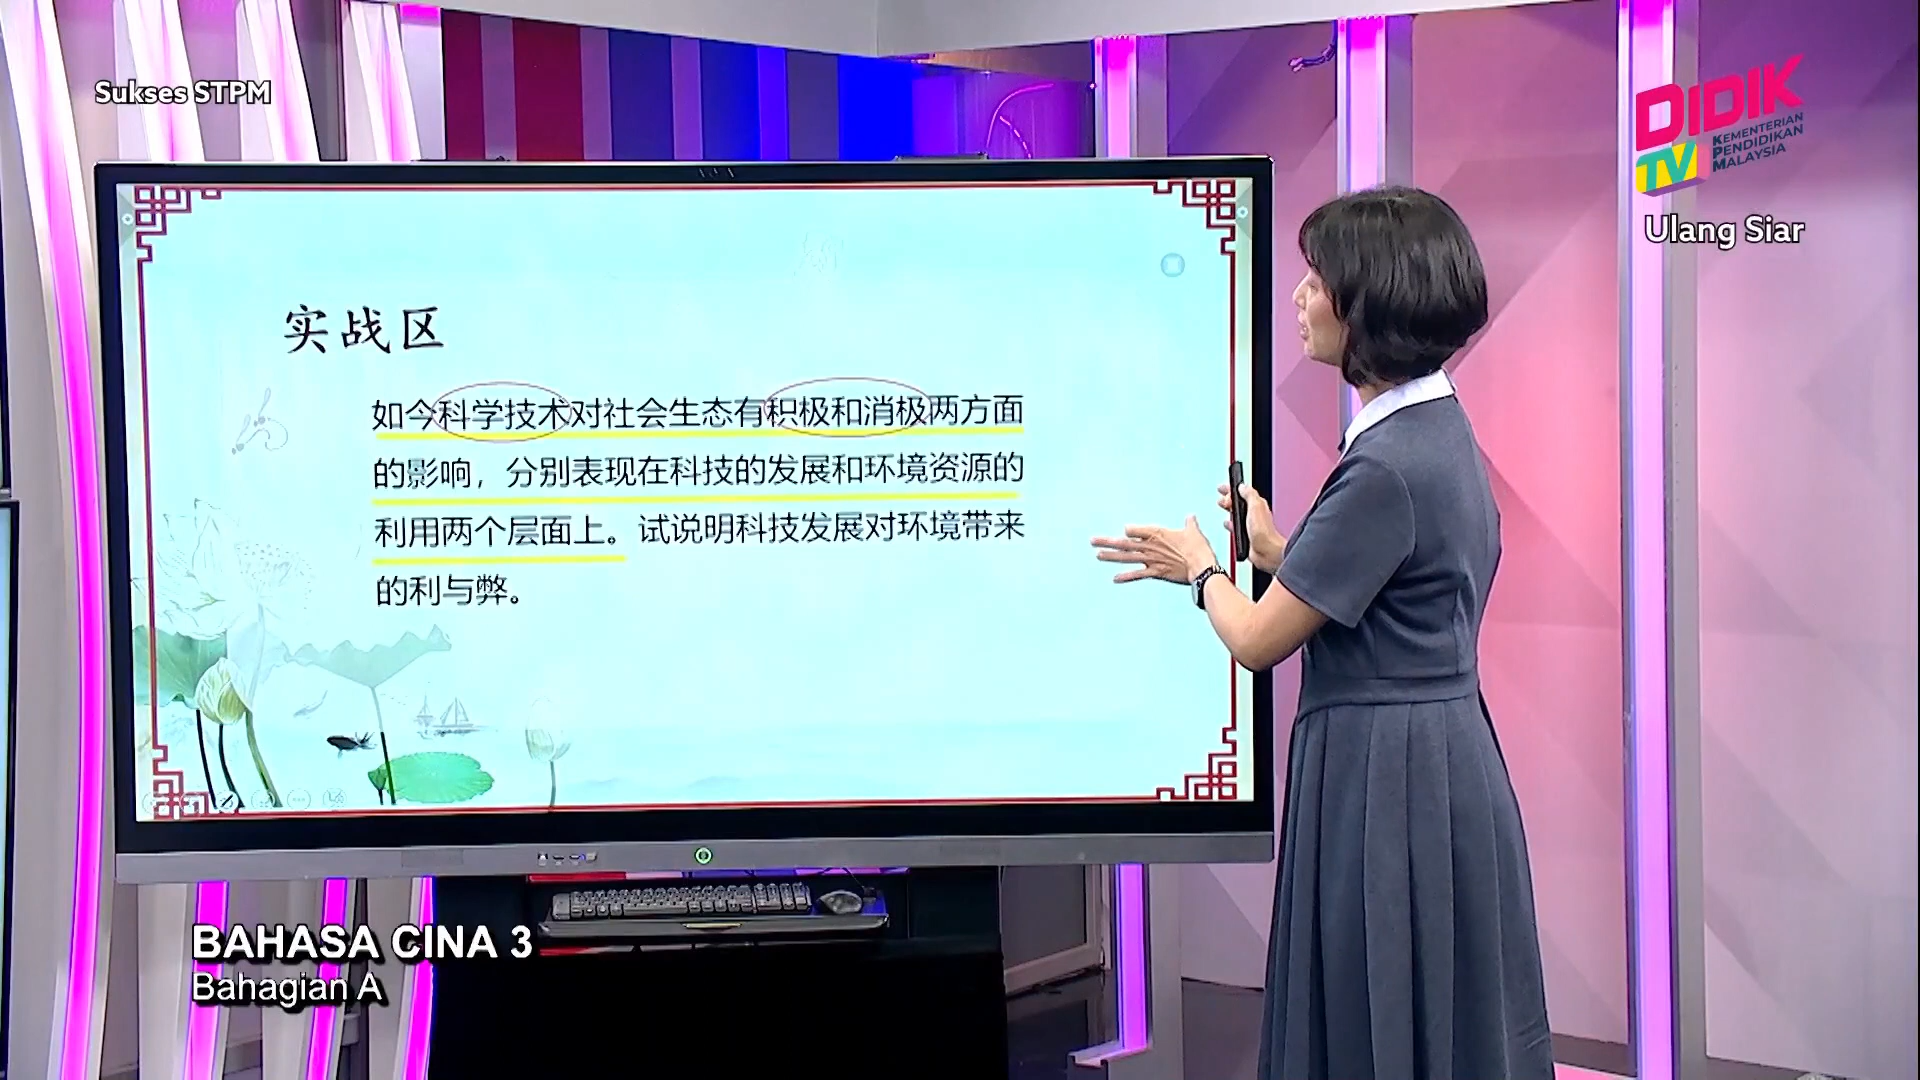 Sukses STPM
DIDIK
TV
KEMENTERIAN
PENDIDIKAN
MALAYSIA
Ulang Siar
实战区
如今科学技术对社会生态有积极和消极两方面
的影响，分别表现在科技的发展和环境资源的
利用两个层面上。试说明科技发展对环境带来
的利与弊。
BAHASA CINA 3
Bahagian A